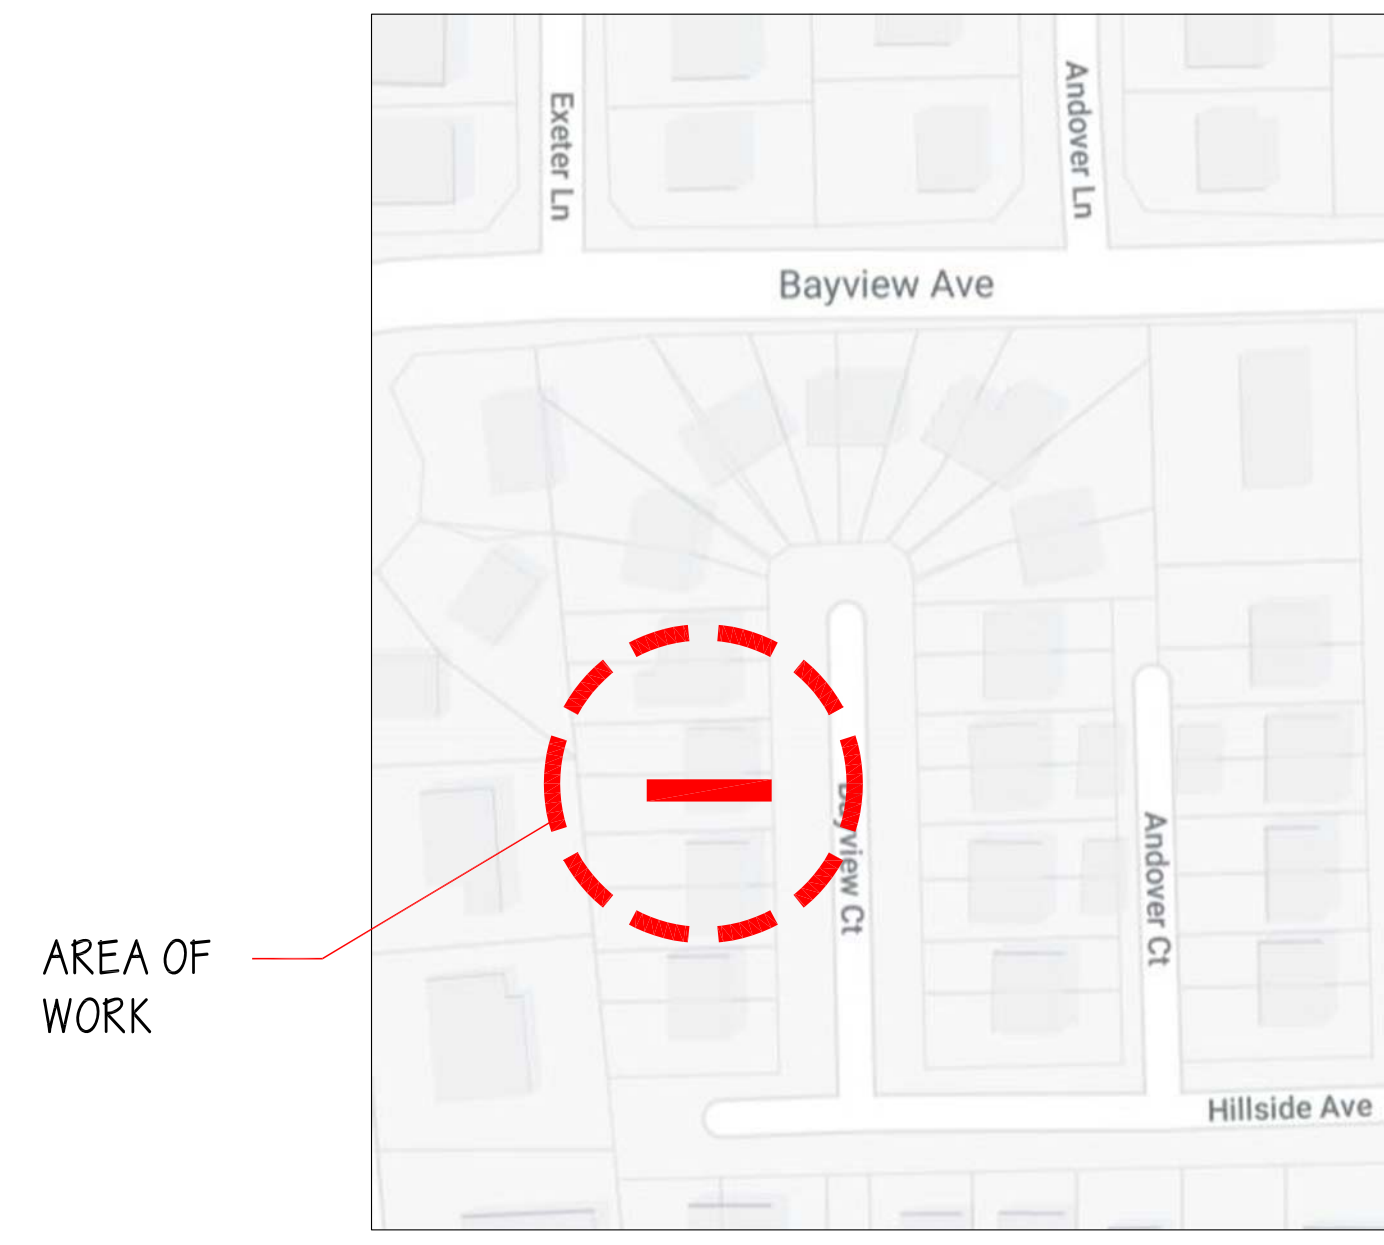 Exeter Ln
Andover Ln
Bayview Ave
Bayview Ct
Andover Ct
AREA OF
WORK
Hillside Ave